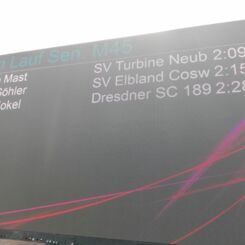 n Lauf Sen. M45
Mast SV Turbine Neub 2:09
Göhler SV Elbland Cosw 2:15
okel Dresdner SC 189 2:28